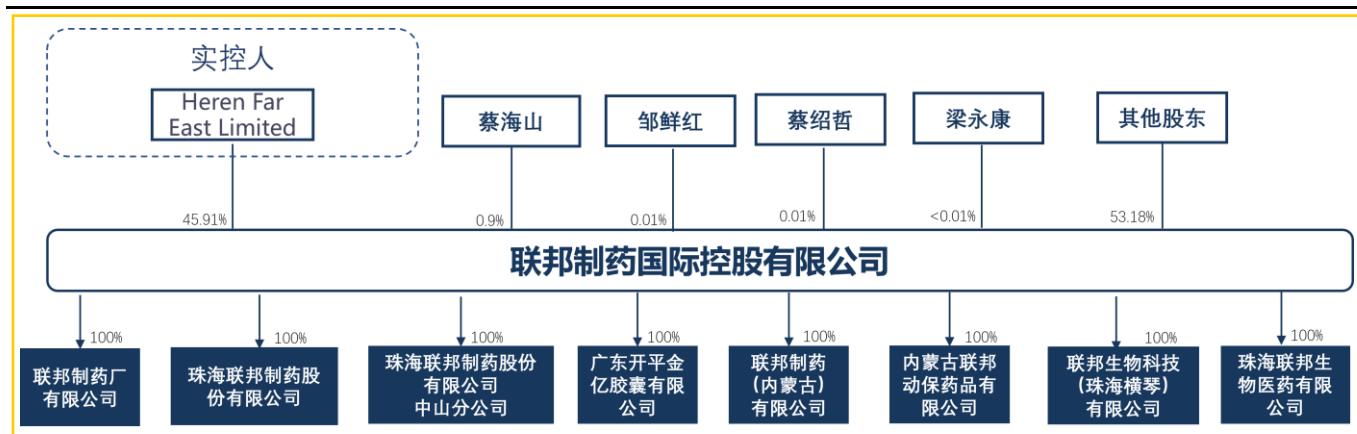 实控人
Heren Far
East Limited
蔡海山
邹鲜红
蔡绍哲
梁永康
其他股东
45.91%
0.9%
0.01%
0.01%
<0.01%
53.18%
联邦制药国际控股有限公司
100%
100%
100%
100%
100%
100%
100%
100%
联邦制药厂
有限公司
珠海联邦制药股
份有限公司
珠海联邦制药股份
有限公司
中山分公司
广东开平金
亿胶囊有限
公司
联邦制药
(内蒙古)
有限公司
内蒙古联邦
动保药品有
限公司
联邦生物科技
(珠海横琴)
有限公司
珠海联邦生
物医药有限
公司